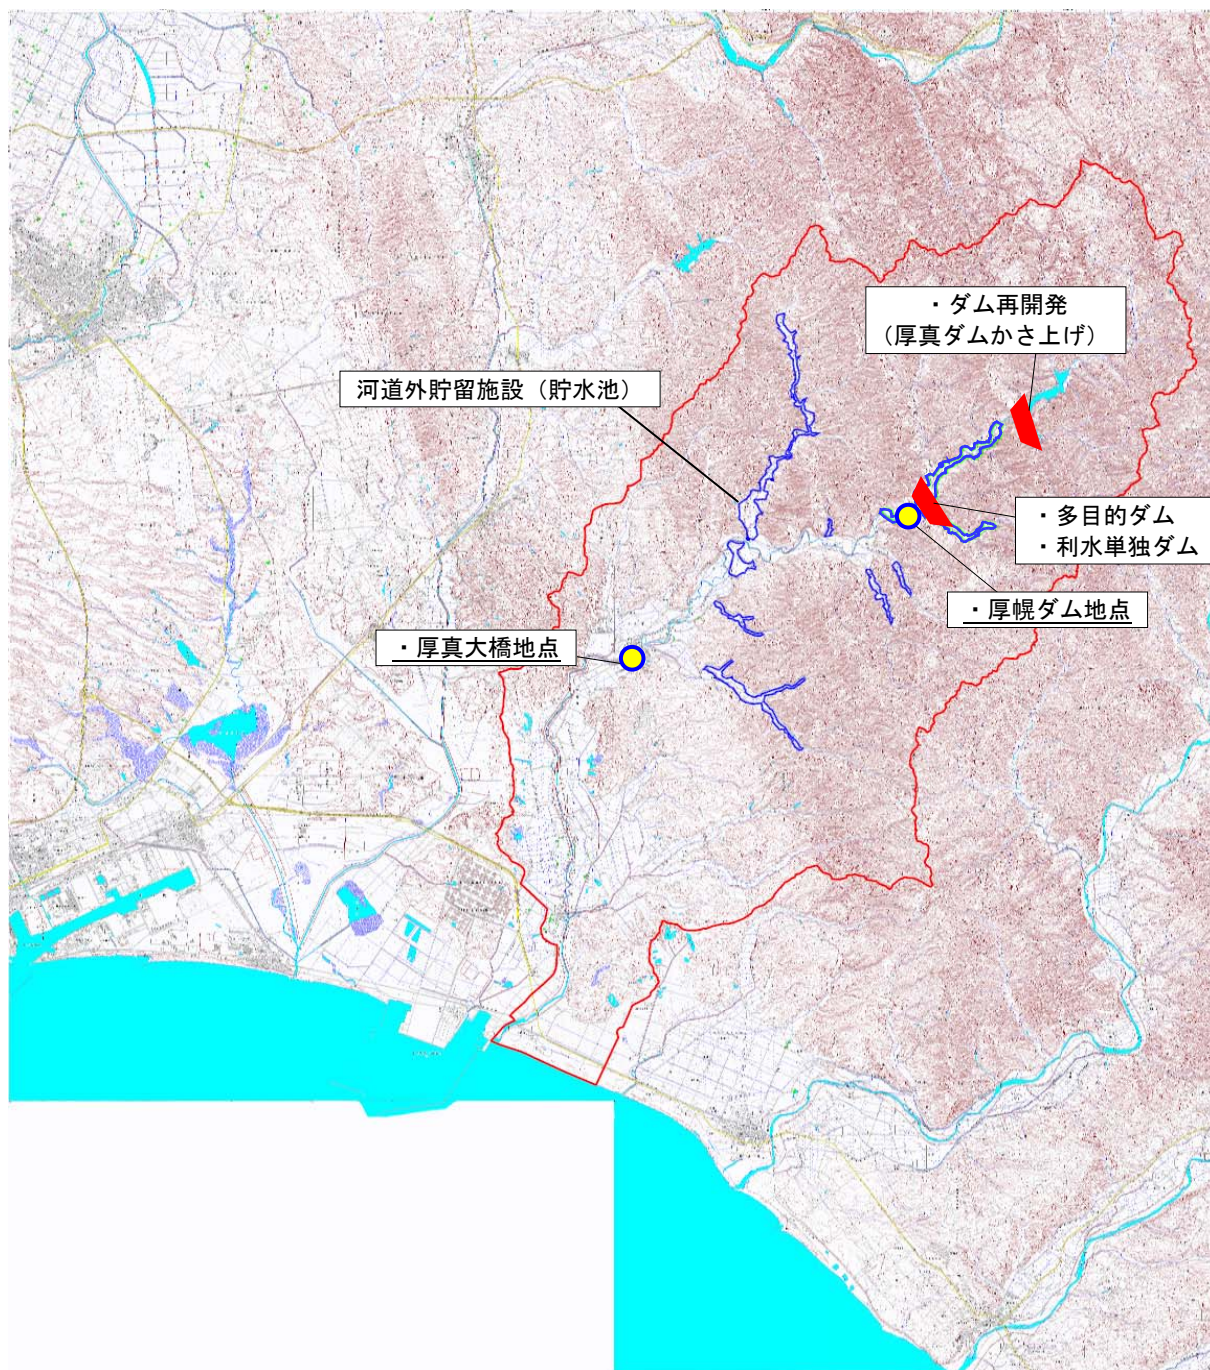 ・ダム再開発
（厚真ダムかさ上げ）
河道外貯留施設（貯水池）
・多目的ダム
・利水単独ダム
・厚幌ダム地点
・厚真大橋地点